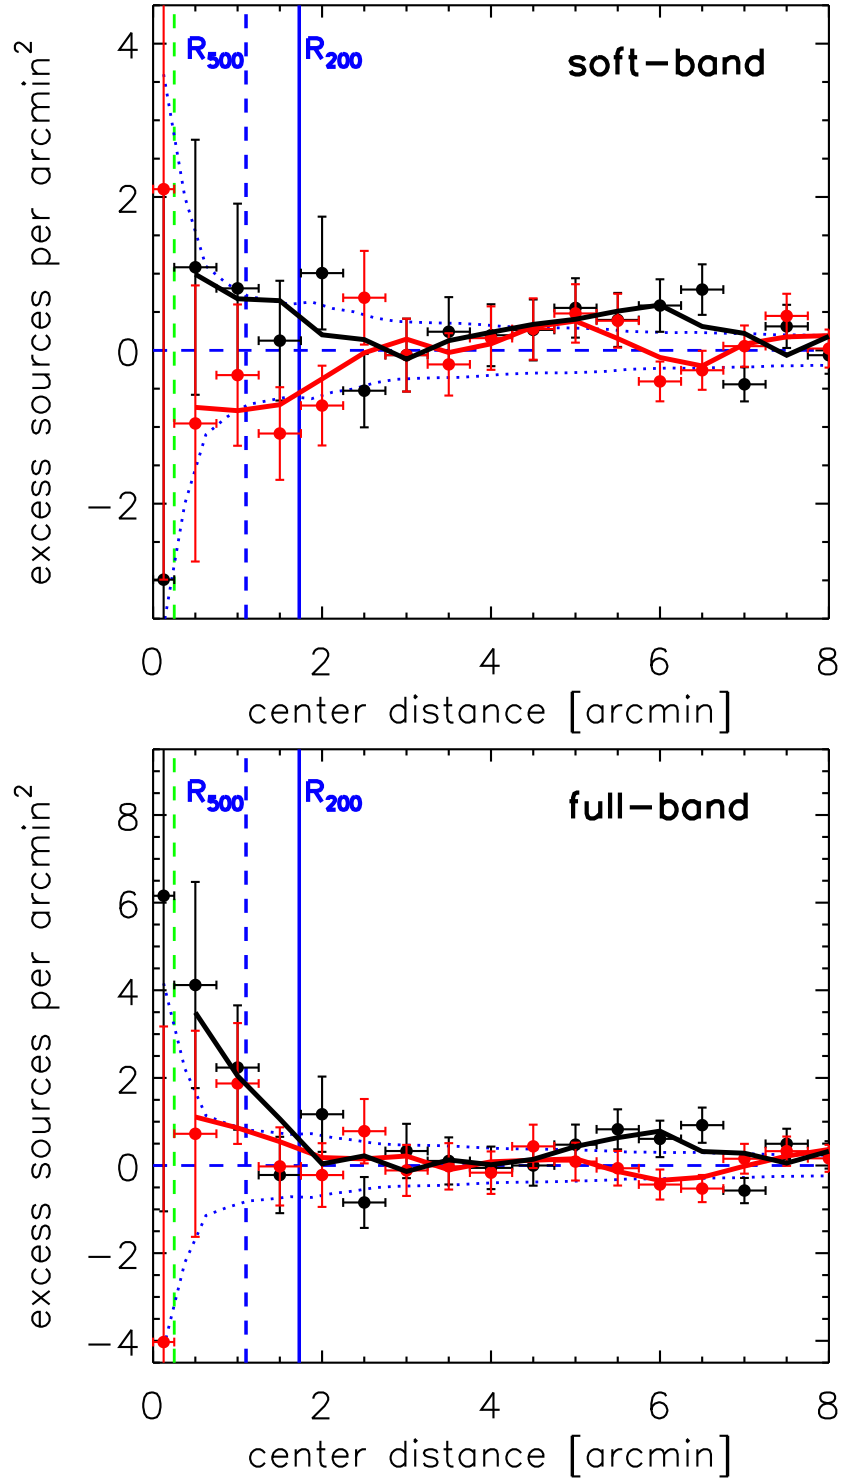 4
2
0
−2
excess sources per arcmin²
R500 R200 soft−band
0 2 4 6 8
center distance [arcmin]
8
6
4
2
0
−2
−4
excess sources per arcmin²
R500 R200 full−band
0 2 4 6 8
center distance [arcmin]